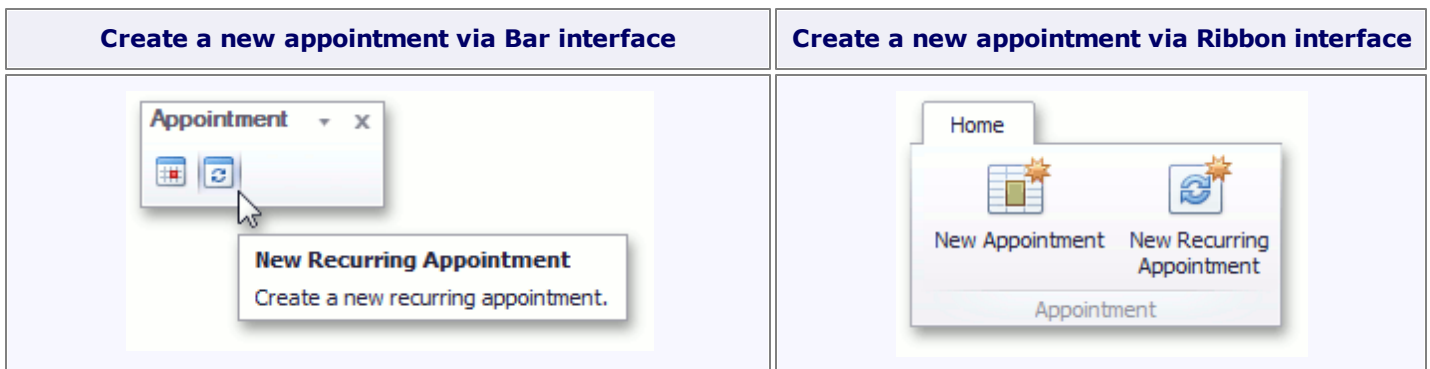 Create a new appointment via Bar interface
Create a new appointment via Ribbon interface
Appointment x
New Recurring Appointment
Create a new recurring appointment.
Home
New Appointment
New Recurring
Appointment
Appointment